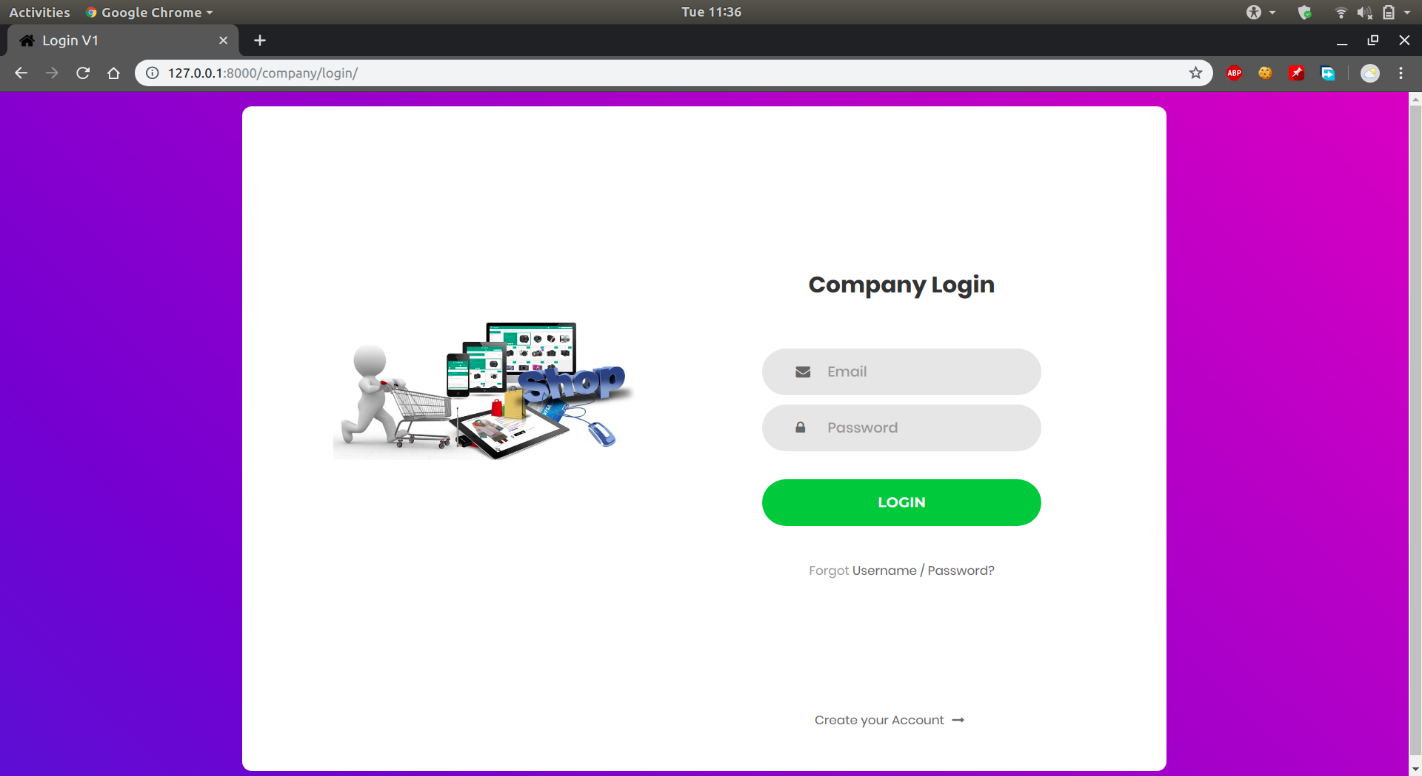 Activities Google Chrome Tue 11:36
Login V1
127.0.0.1:8000/company/login/
ABP
Company Login
shop
Email
Password
LOGIN
Forgot Username / Password?
Create your Account